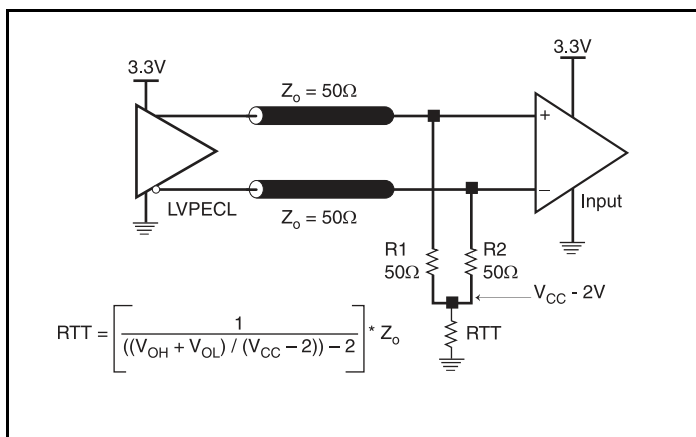 3.3V
3.3V
Zo = 50Ω
+
LVPECL
Zo = 50Ω
–
Input
R1
50Ω
R2
50Ω
VCC - 2V
RTT = [ 1 / ((VOH + VOL) / (VCC – 2)) – 2 ] * Zo
RTT